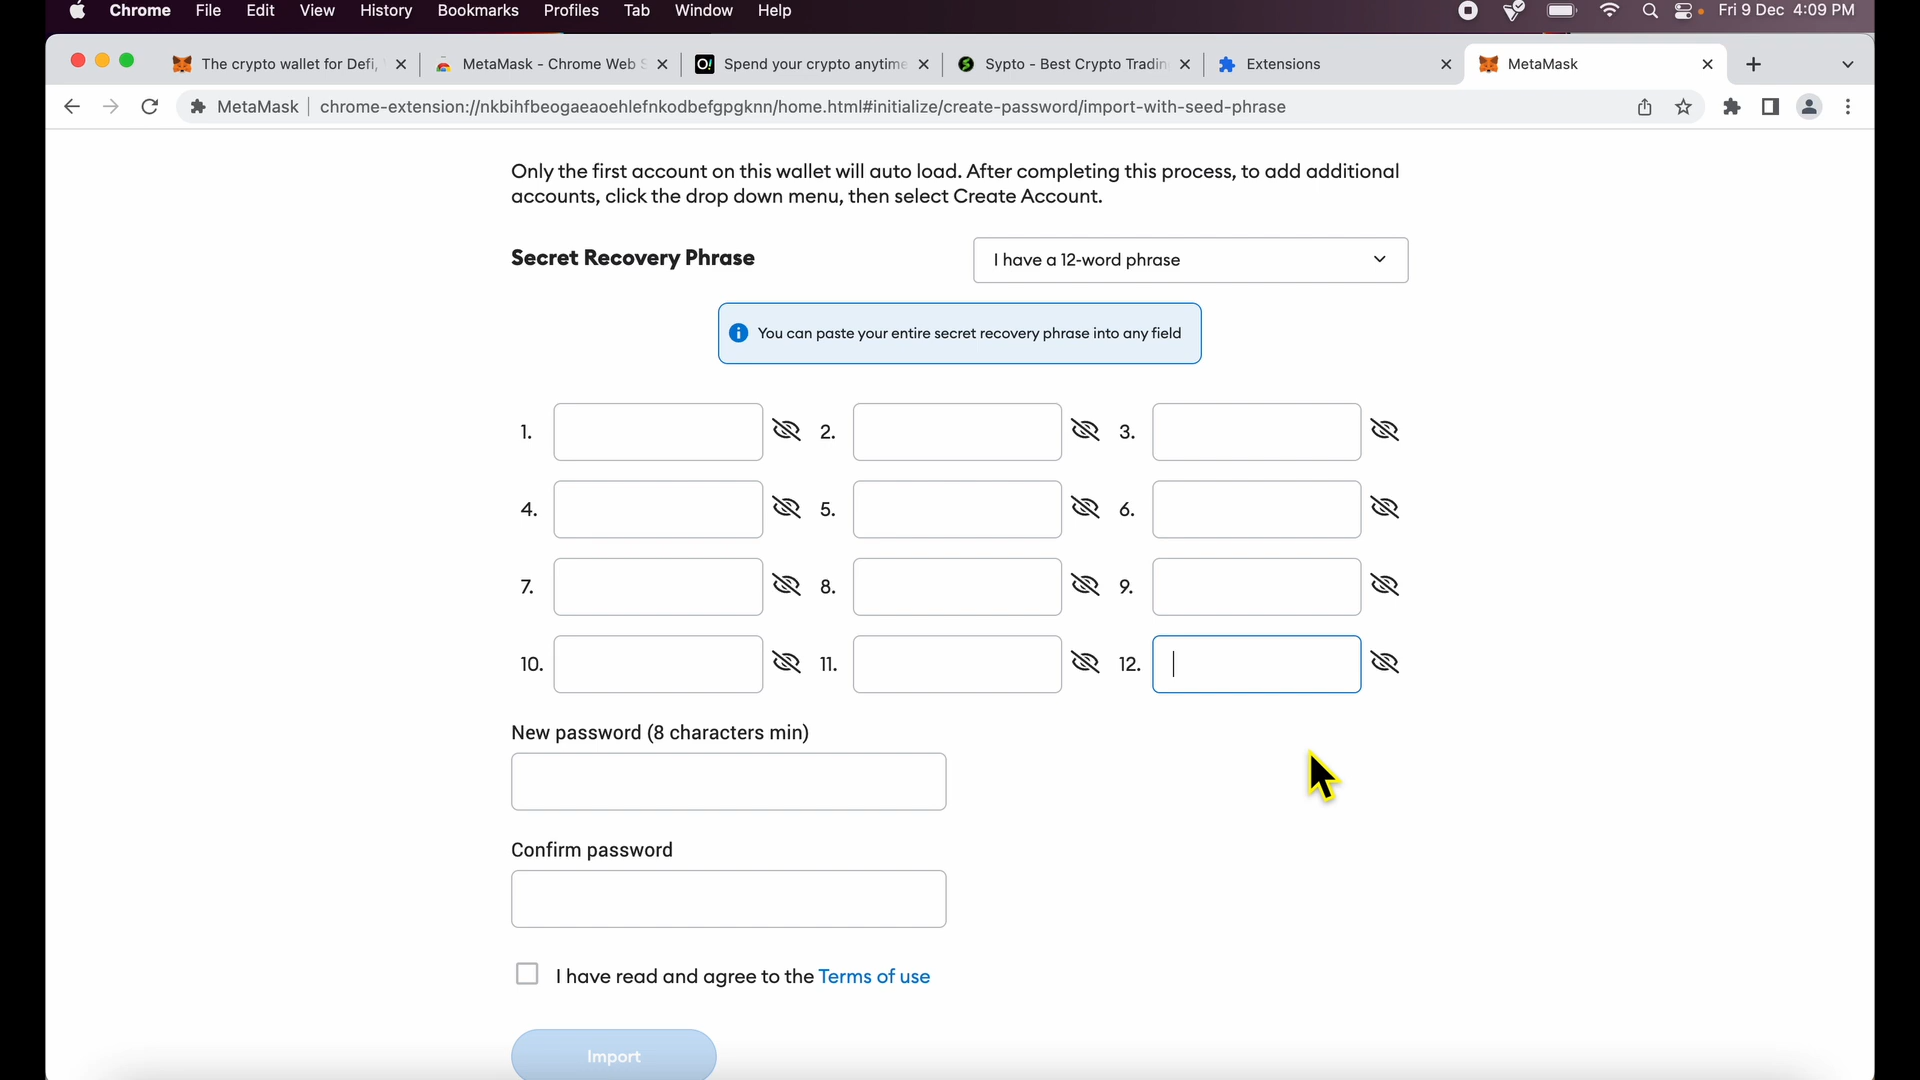 Chrome File Edit View History Bookmarks Profiles Tab Window Help Fri 9 Dec 4:09 PM
The crypto wallet for Defi, MetaMask - Chrome Web S Spend your crypto anytime Sypto - Best Crypto Tradin Extensions MetaMask
MetaMask chrome-extension://nkbihfbeogaeaoehlefnkodbefgpgknn/home.html#initialize/create-password/import-with-seed-phrase
Only the first account on this wallet will auto load. After completing this process, to add additional
accounts, click the drop down menu, then select Create Account.
Secret Recovery Phrase I have a 12-word phrase
You can paste your entire secret recovery phrase into any field
1. 2. 3.
4. 5. 6.
7. 8. 9.
10. 11. 12.
New password (8 characters min)
Confirm password
I have read and agree to the Terms of use
Import